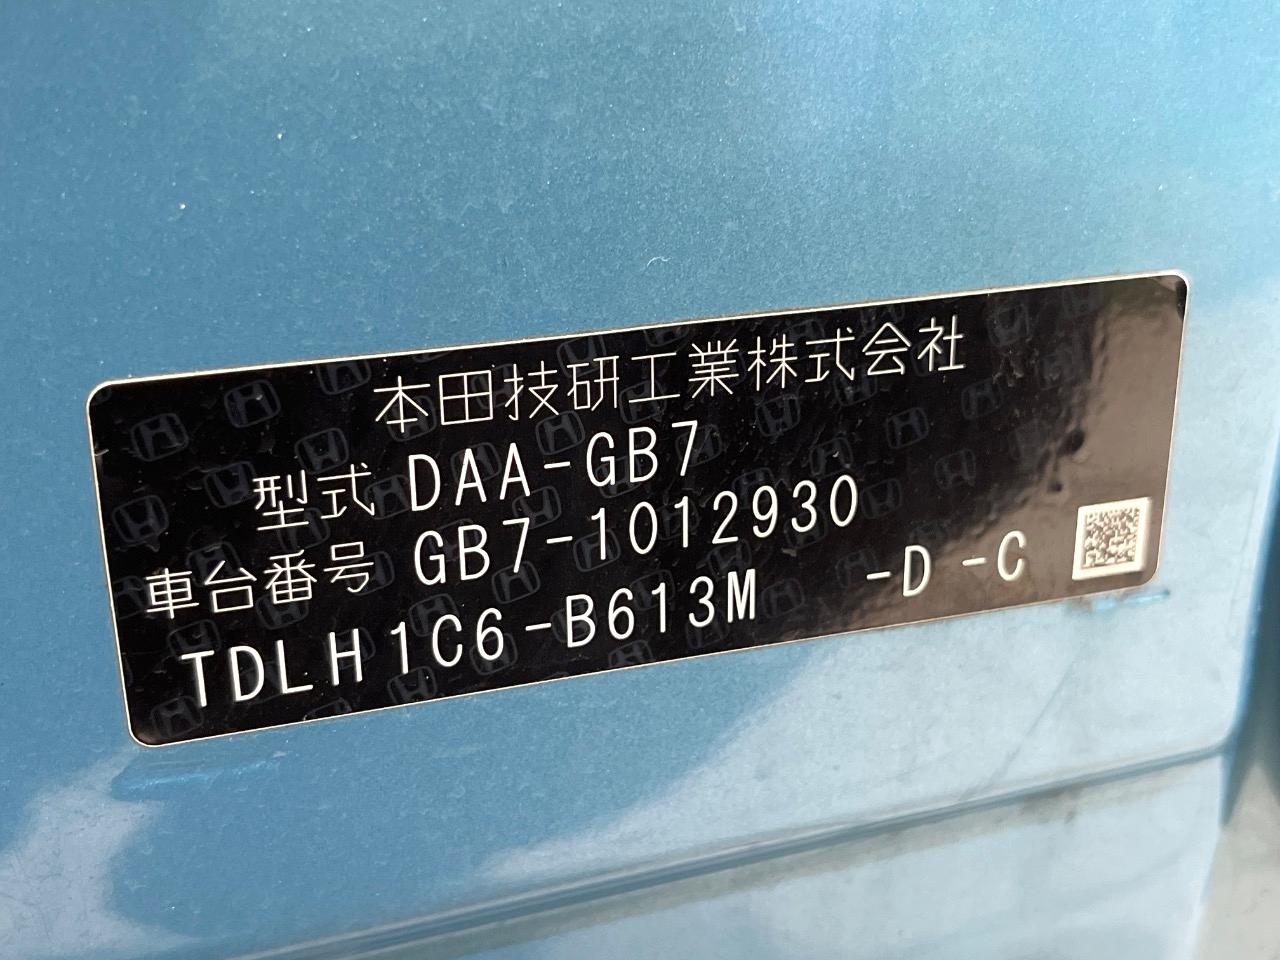 本田技研工業株式会社
型式 DAA-GB7
車台番号 GB7-1012930
TDLH1C6-B613M -D -C